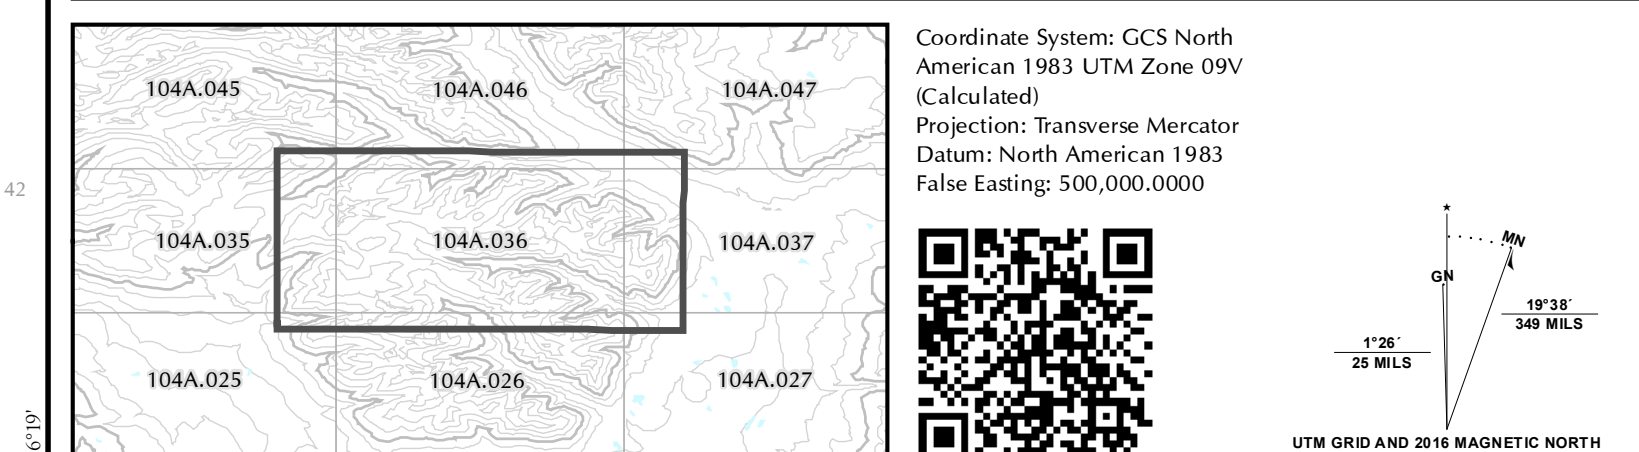 104A.045
104A.046
104A.047
42
104A.035
104A.036
104A.037
104A.025
104A.026
104A.027
6°19'
Coordinate System: GCS North
American 1983 UTM Zone 09V
(Calculated)
Projection: Transverse Mercator
Datum: North American 1983
False Easting: 500,000.0000
MN
GN
19°38´
349 MILS
1°26´
25 MILS
UTM GRID AND 2016 MAGNETIC NORTH